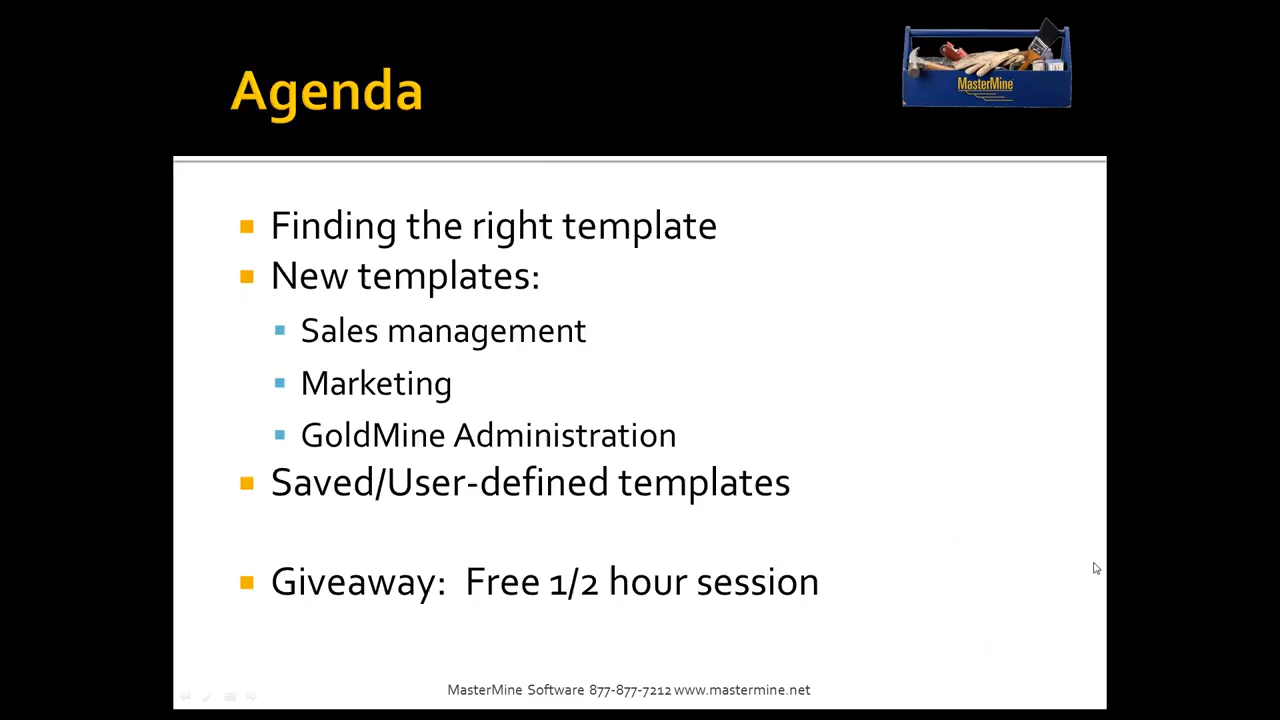 Agenda
MasterMine
Finding the right template
New templates:
Sales management
Marketing
GoldMine Administration
Saved/User-defined templates
Giveaway: Free 1/2 hour session
MasterMine Software 877-877-7212 www.mastermine.net